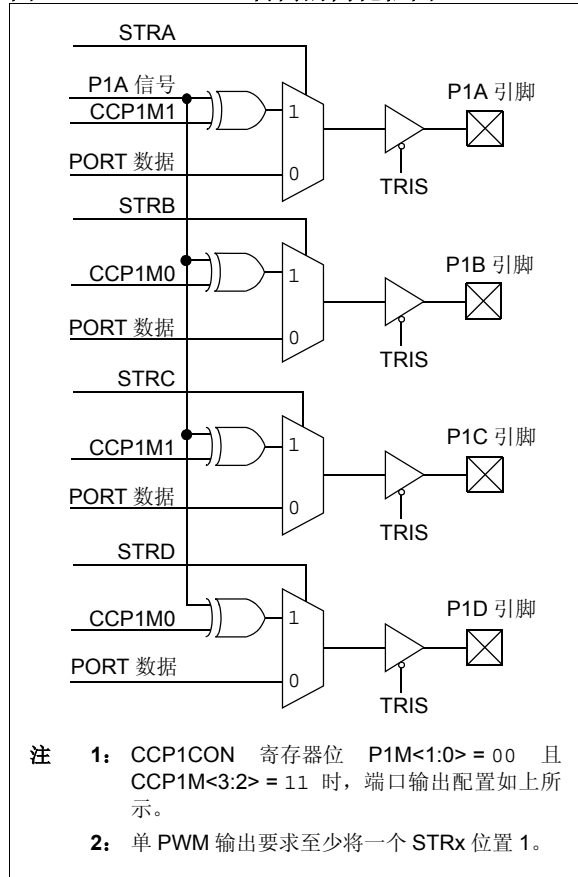 STRA
P1A 信号
CCP1M1
1
P1A 引脚
PORT 数据
0
TRIS
STRB
CCP1M0
1
P1B 引脚
PORT 数据
0
TRIS
STRC
CCP1M1
1
P1C 引脚
PORT 数据
0
TRIS
STRD
CCP1M0
1
P1D 引脚
PORT 数据
0
TRIS
注 1： CCP1CON 寄存器位 P1M<1:0> = 00 且
CCP1M<3:2> = 11 时，端口输出配置如上所
示。
2： 单 PWM 输出要求至少将一个 STRx 位置 1。